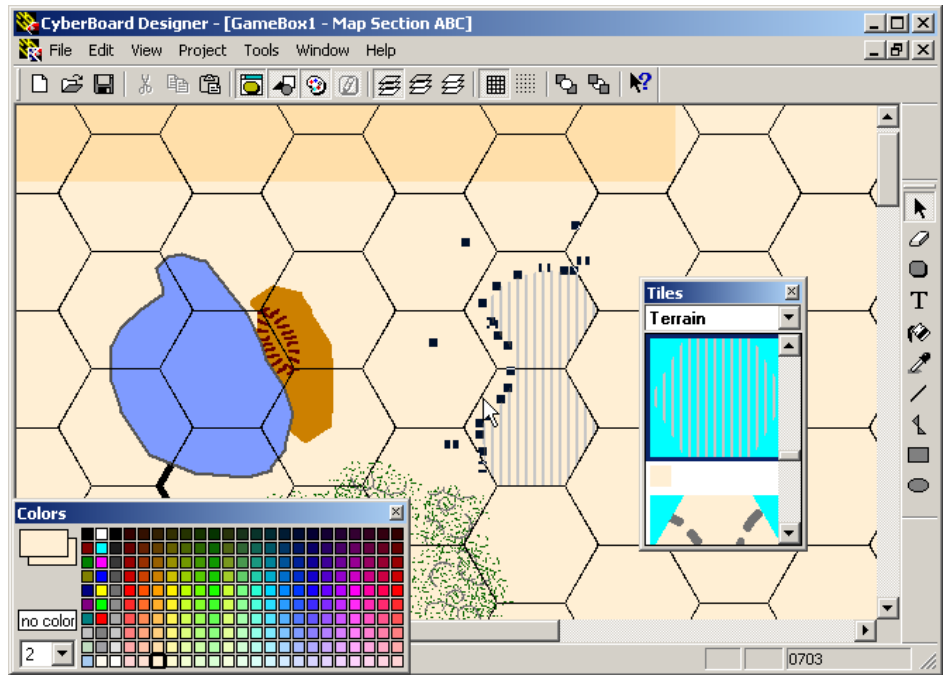 CyberBoard Designer - [GameBox1 - Map Section ABC]
File Edit View Project Tools Window Help
T
Tiles
Terrain
Colors
no color
2
0703